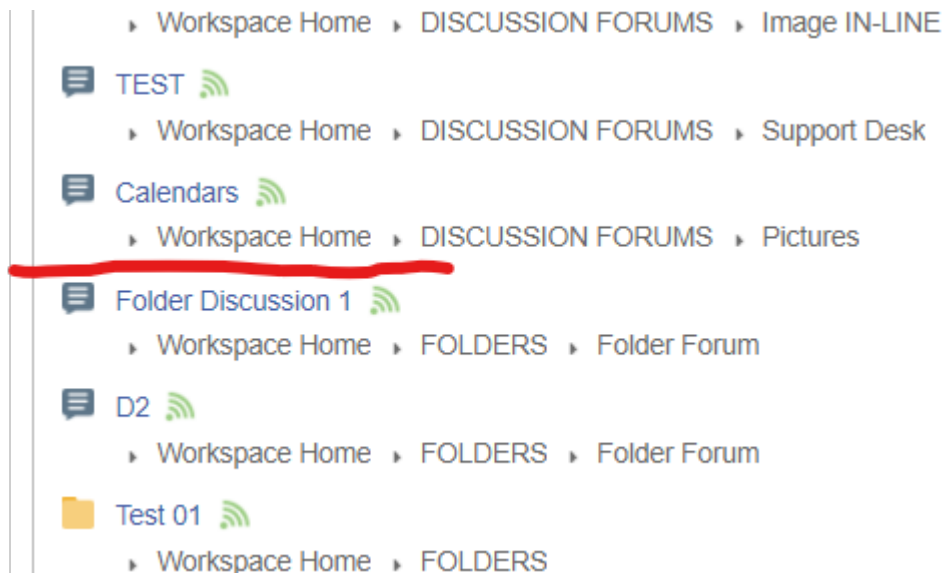 Workspace Home DISCUSSION FORUMS Image IN-LINE
TEST
Workspace Home DISCUSSION FORUMS Support Desk
Calendars
Workspace Home DISCUSSION FORUMS Pictures
Folder Discussion 1
Workspace Home FOLDERS Folder Forum
D2
Workspace Home FOLDERS Folder Forum
Test 01
Workspace Home FOLDERS